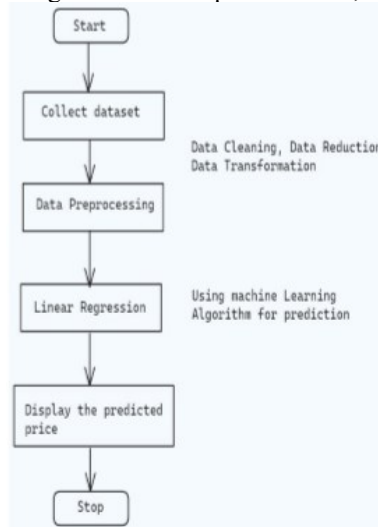 Start
Collect dataset
Data Cleaning, Data Reduction
Data Transformation
Data Preprocessing
Linear Regression
Using machine Learning
Algorithm for prediction
Display the predicted
price
Stop